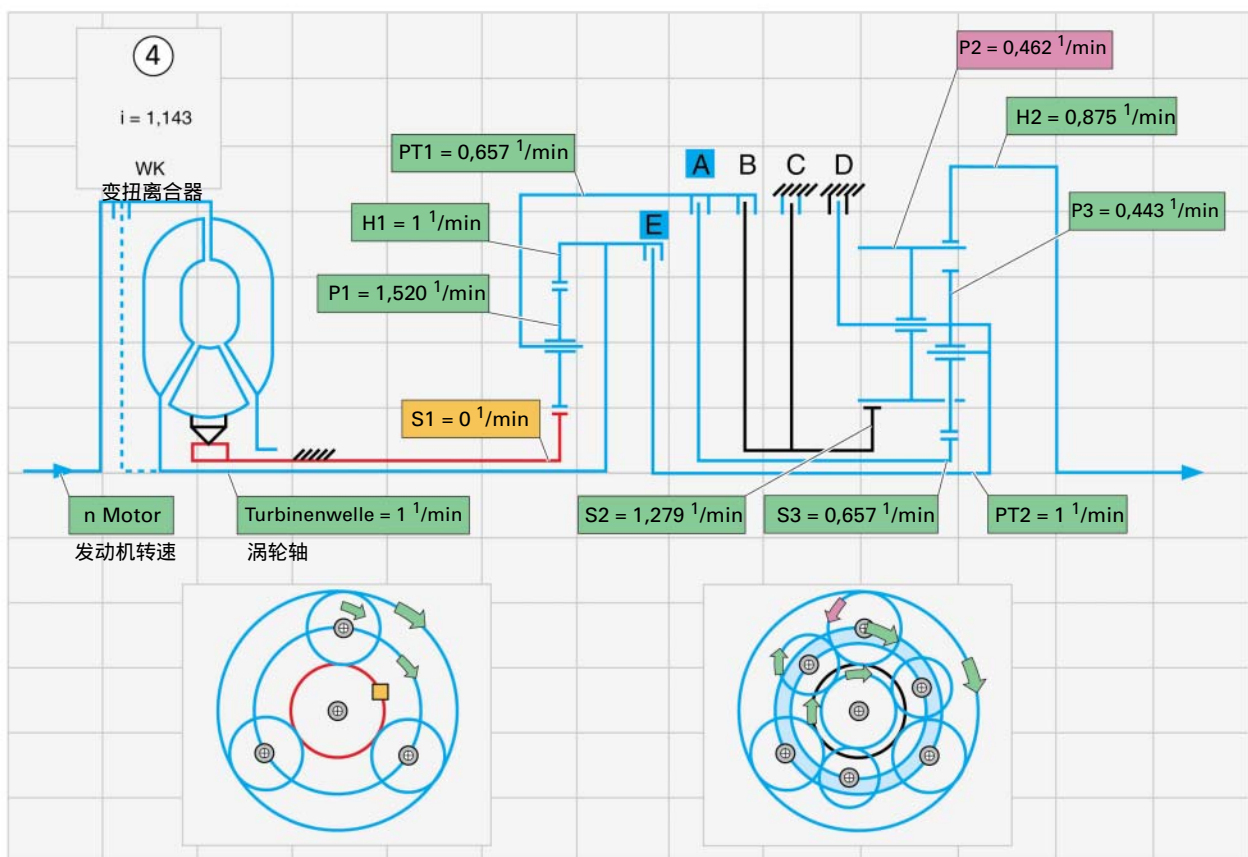 ④
i = 1,143
WK
变扭离合器
P2 = 0,462 ¹/min
H2 = 0,875 ¹/min
PT1 = 0,657 ¹/min
A B C D
H1 = 1 ¹/min
E
P3 = 0,443 ¹/min
P1 = 1,520 ¹/min
S1 = 0 ¹/min
n Motor
Turbinenwelle = 1 ¹/min
S2 = 1,279 ¹/min
S3 = 0,657 ¹/min
PT2 = 1 ¹/min
发动机转速
涡轮轴